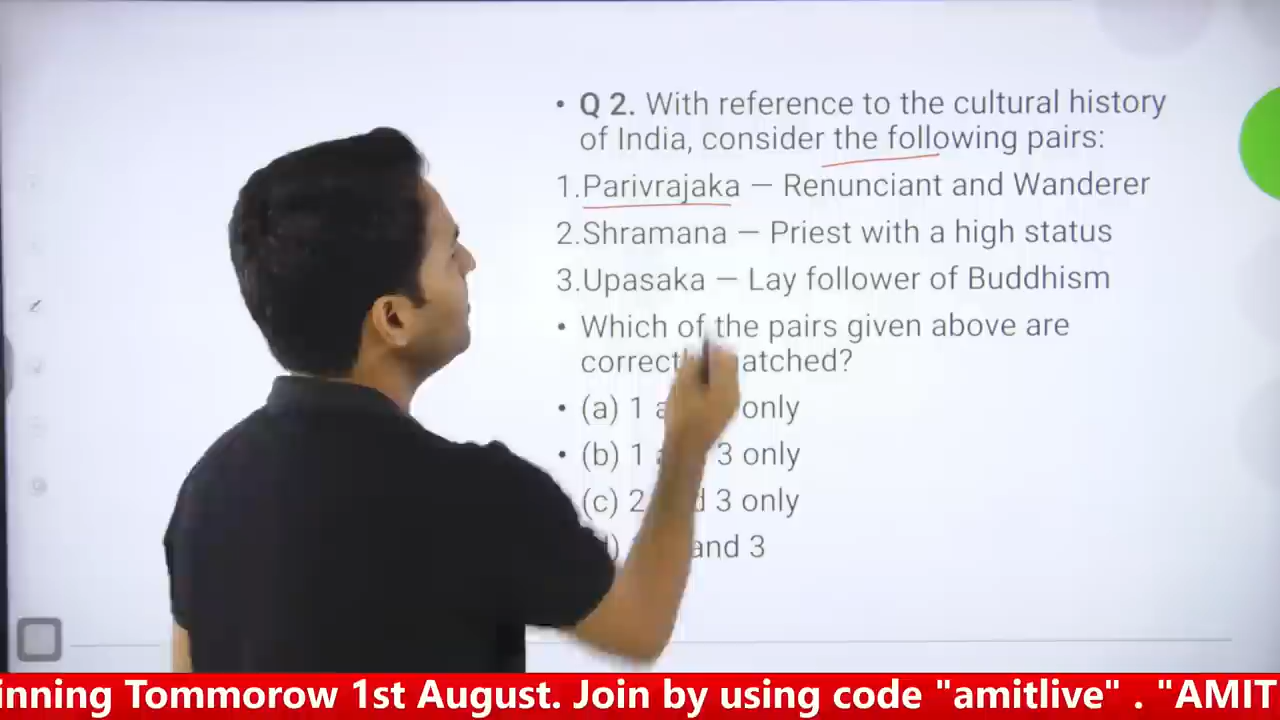 • Q 2. With reference to the cultural history
of India, consider the following pairs:
1.Parivrajaka — Renunciant and Wanderer
2.Shramana — Priest with a high status
3.Upasaka — Lay follower of Buddhism
• Which of the pairs given above are
• (a) 1 only
• (b) 1 3 only
(c) 2 3 only
and 3
inning Tommorow 1st August. Join by using code "amitlive" . "AMIT